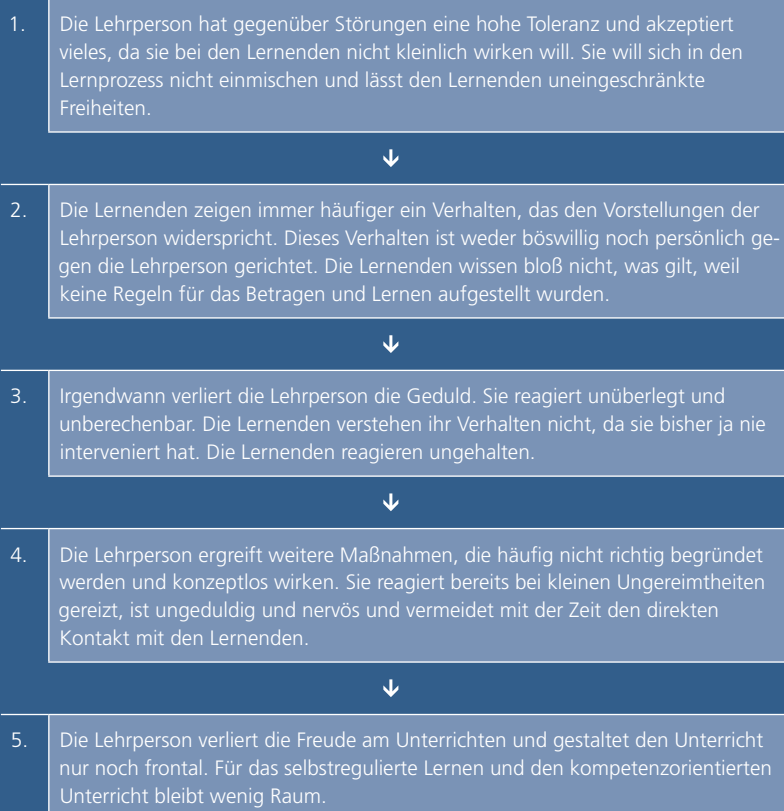 1. Die Lehrperson hat gegenüber Störungen eine hohe Toleranz und akzeptiert
vieles, da sie bei den Lernenden nicht kleinlich wirken will. Sie will sich in den
Lernprozess nicht einmischen und lässt den Lernenden uneingeschränkte
Freiheiten.
↓
2. Die Lernenden zeigen immer häufiger ein Verhalten, das den Vorstellungen der
Lehrperson widerspricht. Dieses Verhalten ist weder böswillig noch persönlich ge-
gen die Lehrperson gerichtet. Die Lernenden wissen bloß nicht, was gilt, weil
keine Regeln für das Betragen und Lernen aufgestellt wurden.
↓
3. Irgendwann verliert die Lehrperson die Geduld. Sie reagiert unüberlegt und
unberechenbar. Die Lernenden verstehen ihr Verhalten nicht, da sie bisher ja nie
interveniert hat. Die Lernenden reagieren ungehalten.
↓
4. Die Lehrperson ergreift weitere Maßnahmen, die häufig nicht richtig begründet
werden und konzeptlos wirken. Sie reagiert bereits bei kleinen Ungereimtheiten
gereizt, ist ungeduldig und nervös und vermeidet mit der Zeit den direkten
Kontakt mit den Lernenden.
↓
5. Die Lehrperson verliert die Freude am Unterrichten und gestaltet den Unterricht
nur noch frontal. Für das selbstregulierte Lernen und den kompetenzorientierten
Unterricht bleibt wenig Raum.